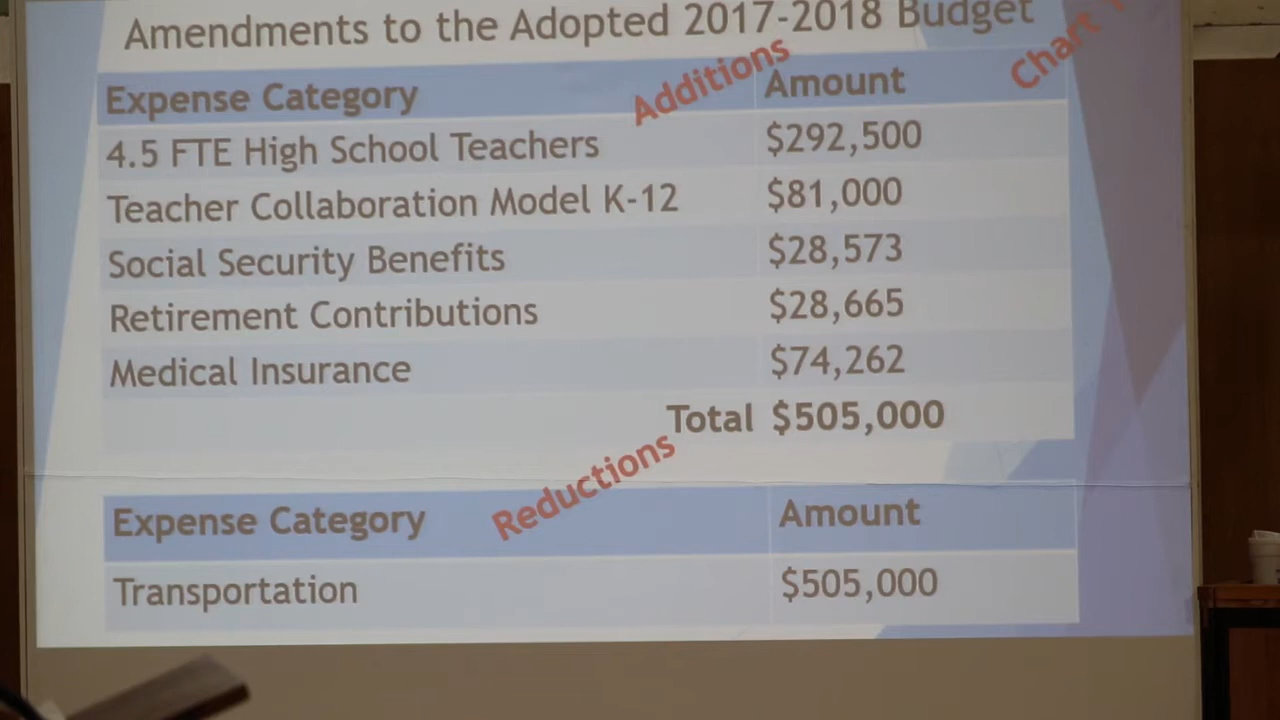 Amendments to the Adopted 2017-2018 Budget
Additions
Chart
Expense Category Amount
4.5 FTE High School Teachers $292,500
Teacher Collaboration Model K-12 $81,000
Social Security Benefits $28,573
Retirement Contributions $28,665
Medical Insurance $74,262
Total $505,000
Reductions
Expense Category Amount
Transportation $505,000